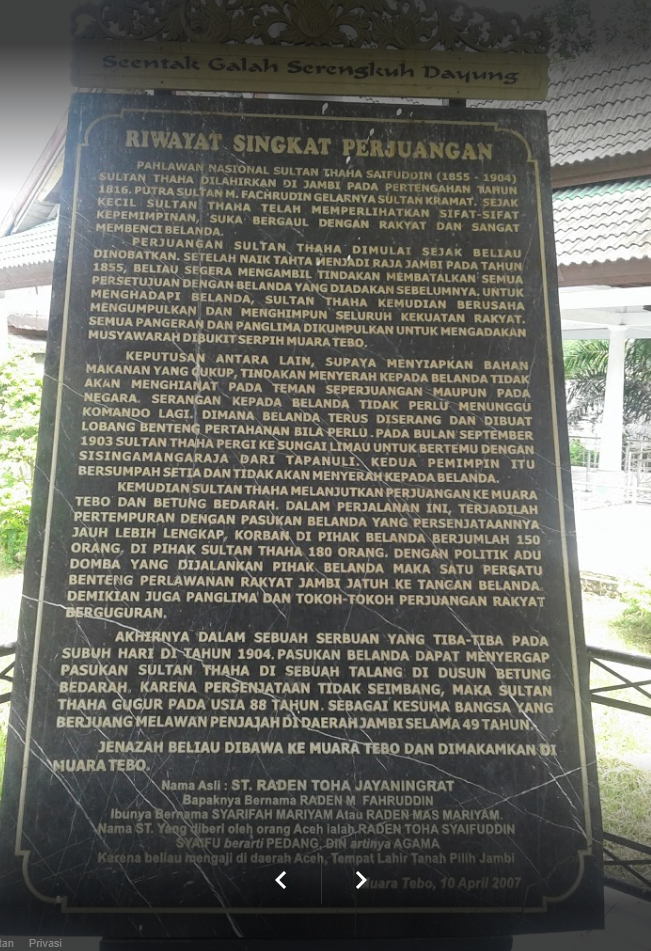 Seentak Galah Serengkuh Dayung
RIWAYAT SINGKAT PERJUANGAN
PAHLAWAN NASIONAL SULTAN THAHA SAIFUDDIN (1855 - 1904)
SULTAN THAHA DILAHIRKAN DI JAMBI PADA PERTENGAHAN TAHUN
1816. PUTRA SULTAN M. FACHRUDIN GELARNYA SULTAN KRAMAT. SEJAK
KECIL SULTAN THAHA TELAH MEMPERLIHATKAN SIFAT-SIFAT
KEPEMIMPINAN, SUKA BERGAUL DENGAN RAKYAT DAN SANGAT
MEMBENCI BELANDA.
PERJUANGAN SULTAN THAHA DIMULAI SEJAK BELIAU
DINOBATKAN. SETELAH NAIK TAHTA MENJADI RAJA JAMBI PADA TAHUN
1855, BELIAU SEGERA MENGAMBIL TINDAKAN MEMBATALKAN SEMUA
PERSETUJUAN DENGAN BELANDA YANG DIADAKAN SEBELUMNYA. UNTUK
MENGHADAPI BELANDA, SULTAN THAHA KEMUDIAN BERUSAHA
MENGUMPULKAN DAN MENGHIMPUN SELURUH KEKUATAN RAKYAT.
SEMUA PANGERAN DAN PANGLIMA DIKUMPULKAN UNTUK MENGADAKAN
MUSYAWARAH DIBUKIT SERPIH MUARA TEBO.
KEPUTUSAN ANTARA LAIN, SUPAYA MENYIAPKAN BAHAN
MAKANAN YANG CUKUP, TINDAKAN MENYERAH KEPADA BELANDA TIDAK
AKAN MENGHIANAT PADA TEMAN SEPERJUANGAN MAUPUN PADA
NEGARA. SERANGAN KEPADA BELANDA TIDAK PERLU MENUNGGU
KOMANDO LAGI. DIMANA BELANDA TERUS DISERANG DAN DIBUAT
LOBANG BENTENG PERTAHANAN BILA PERLU. PADA BULAN SEPTEMBER
1903 SULTAN THAHA PERGI KE SUNGAI LIMAU UNTUK BERTEMU DENGAN
SISINGAMANGARAJA DARI TAPANULI. KEDUA PEMIMPIN ITU
BERSUMPAH SETIA DAN TIDAK AKAN MENYERAH KEPADA BELANDA.
KEMUDIAN SULTAN THAHA MELANJUTKAN PERJUANGAN KE MUARA
TEBO DAN BETUNG BEDARAH. DALAM PERJALANAN INI, TERJADILAH
PERTEMPURAN DENGAN PASUKAN BELANDA YANG PERSENJATAANNYA
JAUH LEBIH LENGKAP, KORBAN DI PIHAK BELANDA BERJUMLAH 150
ORANG. DI PIHAK SULTAN THAHA 180 ORANG. DENGAN POLITIK ADU
DOMBA YANG DIJALANKAN PIHAK BELANDA MAKA SATU PERSATU
BENTENG PERLAWANAN RAKYAT JAMBI JATUH KE TANGAN BELANDA.
DEMIKIAN JUGA PANGLIMA DAN TOKOH-TOKOH PERJUANGAN RAKYAT
BERGUGURAN.
AKHIRNYA DALAM SEBUAH SERBUAN YANG TIBA-TIBA PADA
SUBUH HARI DI TAHUN 1904. PASUKAN BELANDA DAPAT MENYERGAP
PASUKAN SULTAN THAHA DI SEBUAH TALANG DI DUSUN BETUNG
BEDARAH. KARENA PERSENJATAAN TIDAK SEIMBANG, MAKA SULTAN
THAHA GUGUR PADA USIA 88 TAHUN. SEBAGAI KESUMA BANGSA YANG
BERJUANG MELAWAN PENJAJAH DI DAERAH JAMBI SELAMA 49 TAHUN.
JENAZAH BELIAU DIBAWA KE MUARA TEBO DAN DIMAKAMKAN DI
MUARA TEBO.
Nama Asli : ST. RADEN TOHA JAYANINGRAT
Bapaknya Bernama RADEN M FAHRUDDIN
Ibunya Bernama SYARIFAH MARIYAM Atau RADEN MAS MARIYAM.
Nama ST. Yang diberi oleh orang Aceh ialah RADEN TOHA SYAIFUDDIN
SYAIFU berarti PEDANG, DIN artinya AGAMA
Karena beliau mengaji di daerah Aceh, Tempat Lahir Tanah Pilih Jambi
Muara Tebo, 10 April 2007
Privasi